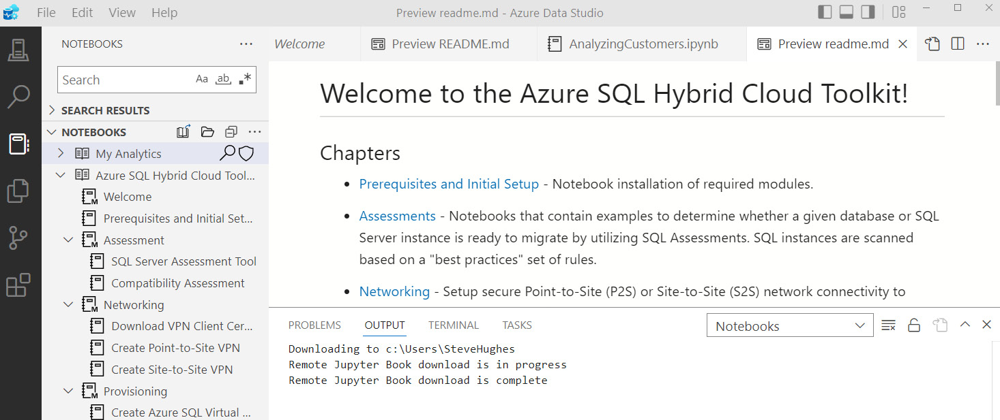 File Edit View Help
Preview readme.md - Azure Data Studio
NOTEBOOKS
Search
Aa ab
SEARCH RESULTS
NOTEBOOKS
My Analytics
Azure SQL Hybrid Cloud Tool...
M Welcome
Prerequisites and Initial Set...
M Assessment
SQL Server Assessment Tool
Compatibility Assessment
M Networking
Download VPN Client Cer...
Create Point-to-Site VPN
Create Site-to-Site VPN
M Provisioning
Create Azure SQL Virtual ...
Welcome Preview README.md AnalyzingCustomers.ipynb Preview readme.md
Welcome to the Azure SQL Hybrid Cloud Toolkit!
Chapters
• Prerequisites and Initial Setup - Notebook installation of required modules.
• Assessments - Notebooks that contain examples to determine whether a given database or SQL
Server instance is ready to migrate by utilizing SQL Assessments. SQL instances are scanned
based on a "best practices" set of rules.
• Networking - Setup secure Point-to-Site (P2S) or Site-to-Site (S2S) network connectivity to
PROBLEMS OUTPUT TERMINAL TASKS
Notebooks
Downloading to c:\Users\SteveHughes
Remote Jupyter Book download is in progress
Remote Jupyter Book download is complete